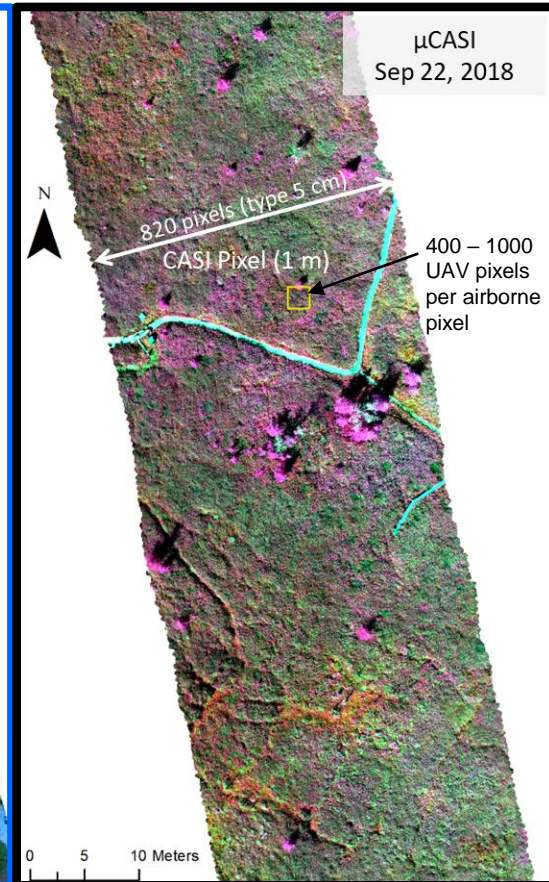 μCASI
Sep 22, 2018
N
820 pixels (type 5 cm)
CASI Pixel (1 m)
400 – 1000
UAV pixels
per airborne
pixel
0 5 10 Meters